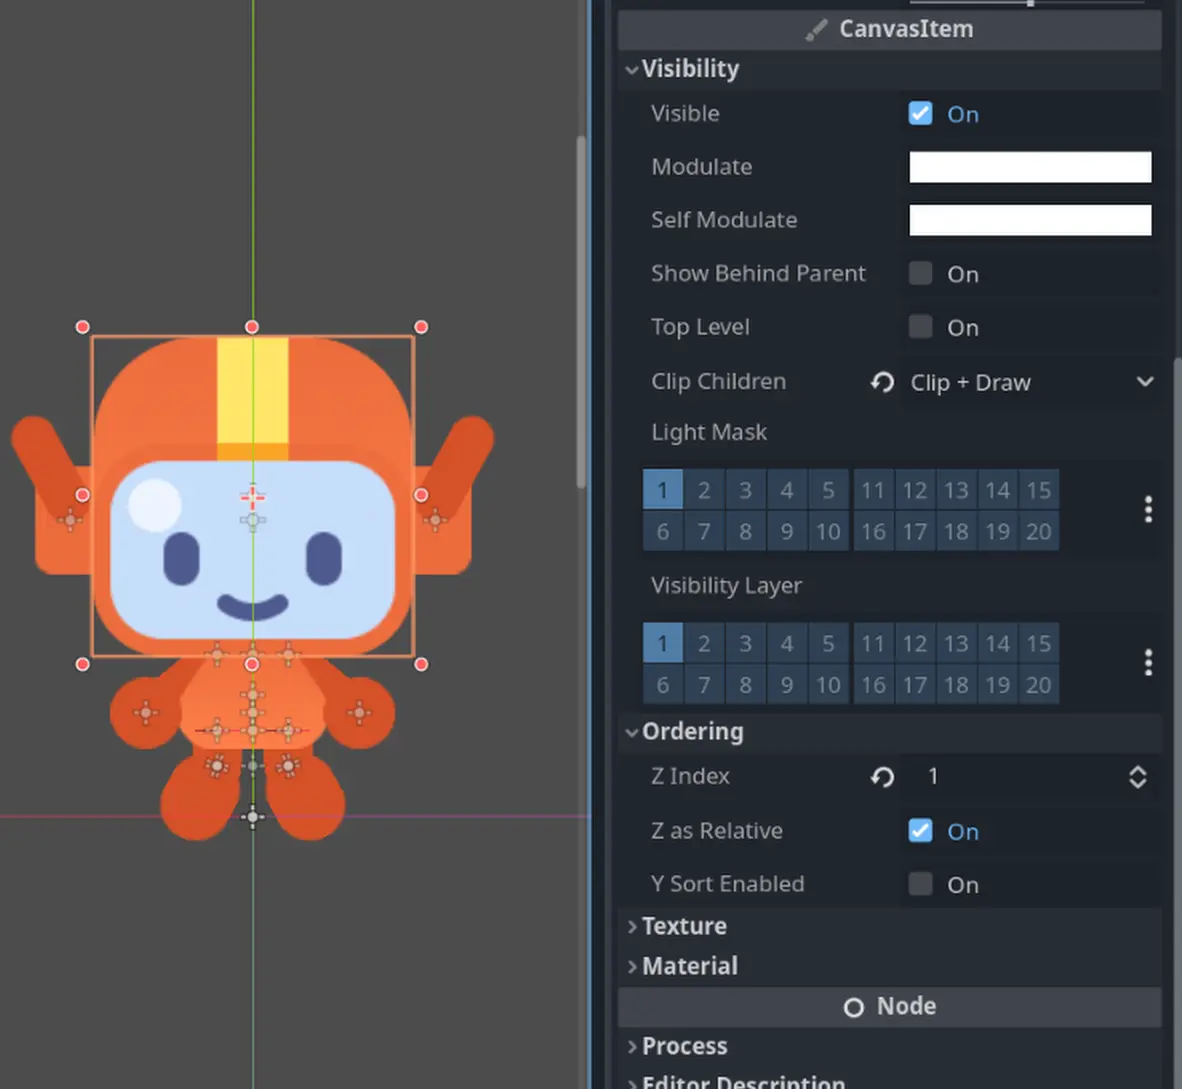 CanvasItem
Visibility
Visible On
Modulate
Self Modulate
Show Behind Parent On
Top Level On
Clip Children Clip + Draw
Light Mask
1 2 3 4 5 11 12 13 14 15
6 7 8 9 10 16 17 18 19 20
Visibility Layer
1 2 3 4 5 11 12 13 14 15
6 7 8 9 10 16 17 18 19 20
Ordering
Z Index 1
Z as Relative On
Y Sort Enabled On
Texture
Material
Node
Process
Editor Description